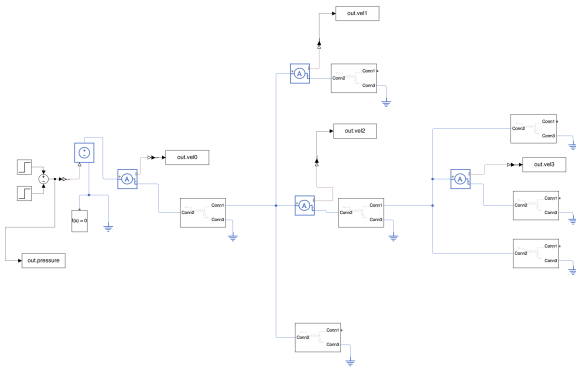 out.vel1
Conn1
Conn2
Conn3
A
out.vel2
out.vel0
A
f(x) = 0
Conn1
Conn2
Conn3
A
Conn1
Conn2
Conn3
Conn1
Conn2
Conn3
out.vel3
A
Conn1
Conn2
Conn3
out.pressure
Conn1
Conn2
Conn3
Conn1
Conn2
Conn3